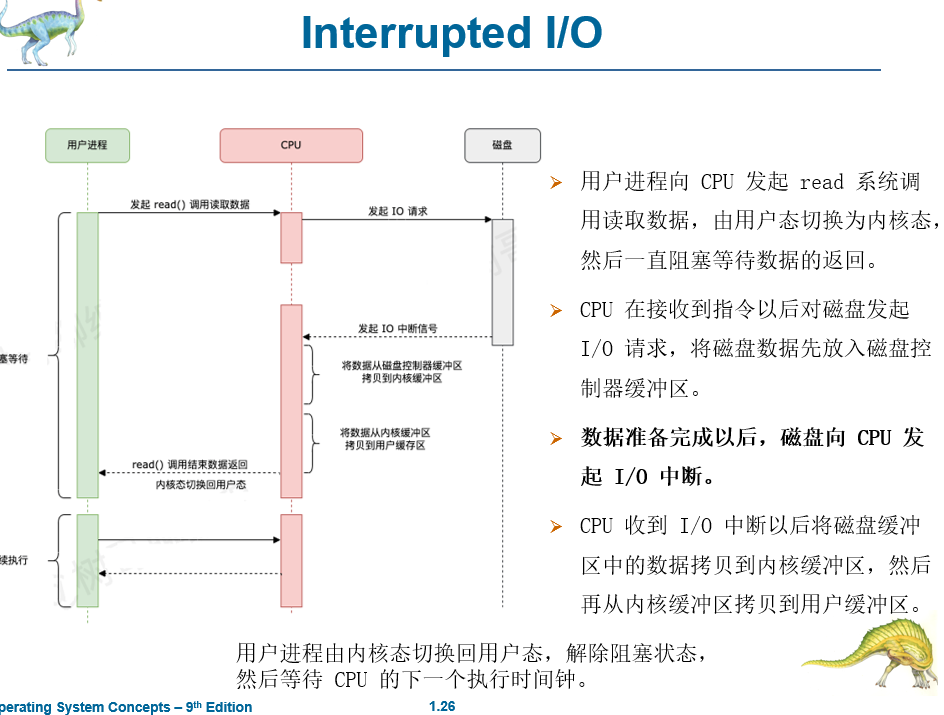 Interrupted I/O
用户进程
CPU
磁盘
发起 read() 调用读取数据
发起 IO 请求
发起 IO 中断信号
将数据从磁盘控制器缓冲区
拷贝到内核缓冲区
将数据从内核缓冲区
拷贝到用户缓存区
read() 调用结束数据返回
内核态切换回用户态
塞等待
续执行
用户进程向 CPU 发起 read 系统调
用读取数据，由用户态切换为内核态，
然后一直阻塞等待数据的返回。
CPU 在接收到指令以后对磁盘发起
I/O 请求，将磁盘数据先放入磁盘控
制器缓冲区。
数据准备完成以后，磁盘向 CPU 发
起 I/O 中断。
CPU 收到 I/O 中断以后将磁盘缓冲
区中的数据拷贝到内核缓冲区，然后
再从内核缓冲区拷贝到用户缓冲区。
用户进程由内核态切换回用户态，解除阻塞状态，
然后等待 CPU 的下一个执行时间钟。
perating System Concepts – 9th Edition
1.26